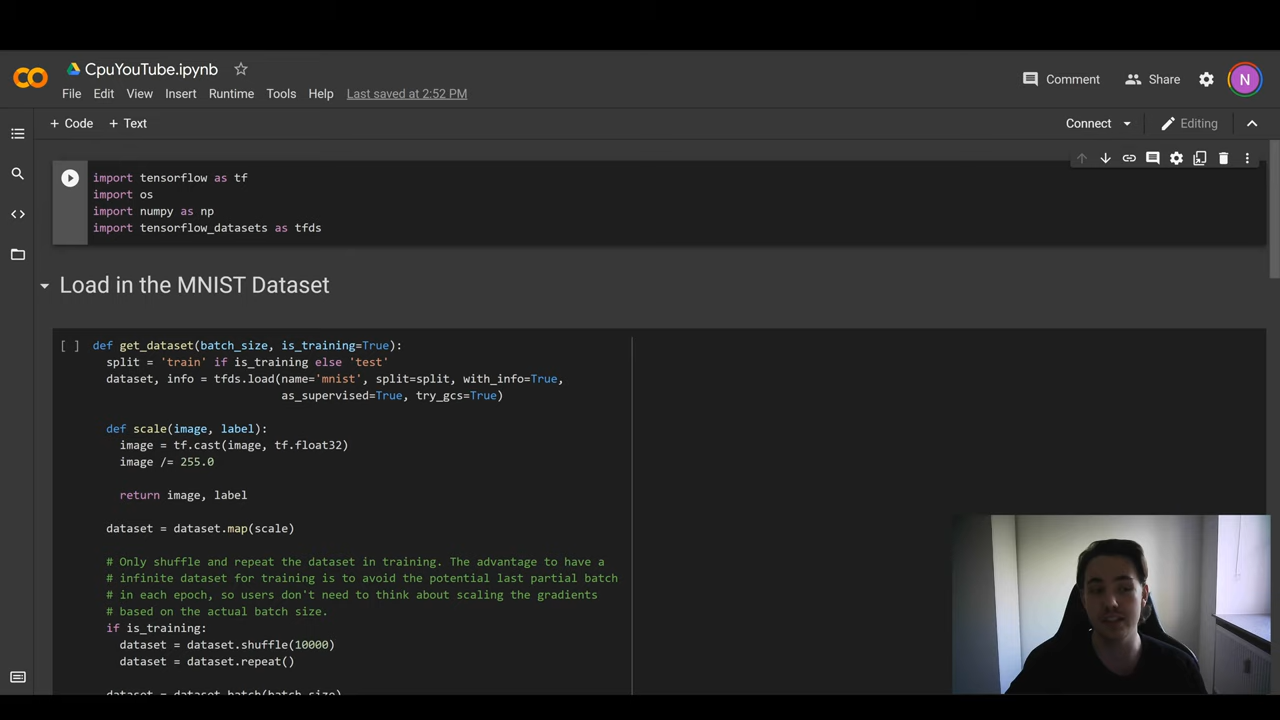 CpuYouTube.ipynb
File Edit View Insert Runtime Tools Help Last saved at 2:52 PM
Comment Share N
+ Code + Text
Connect Editing
import tensorflow as tf
import os
import numpy as np
import tensorflow_datasets as tfds
Load in the MNIST Dataset
[ ] def get_dataset(batch_size, is_training=True):
split = 'train' if is_training else 'test'
dataset, info = tfds.load(name='mnist', split=split, with_info=True,
as_supervised=True, try_gcs=True)
def scale(image, label):
image = tf.cast(image, tf.float32)
image /= 255.0
return image, label
dataset = dataset.map(scale)
# Only shuffle and repeat the dataset in training. The advantage to have a
# infinite dataset for training is to avoid the potential last partial batch
# in each epoch, so users don't need to think about scaling the gradients
# based on the actual batch size.
if is_training:
dataset = dataset.shuffle(10000)
dataset = dataset.repeat()
dataset = dataset.batch(batch_size)